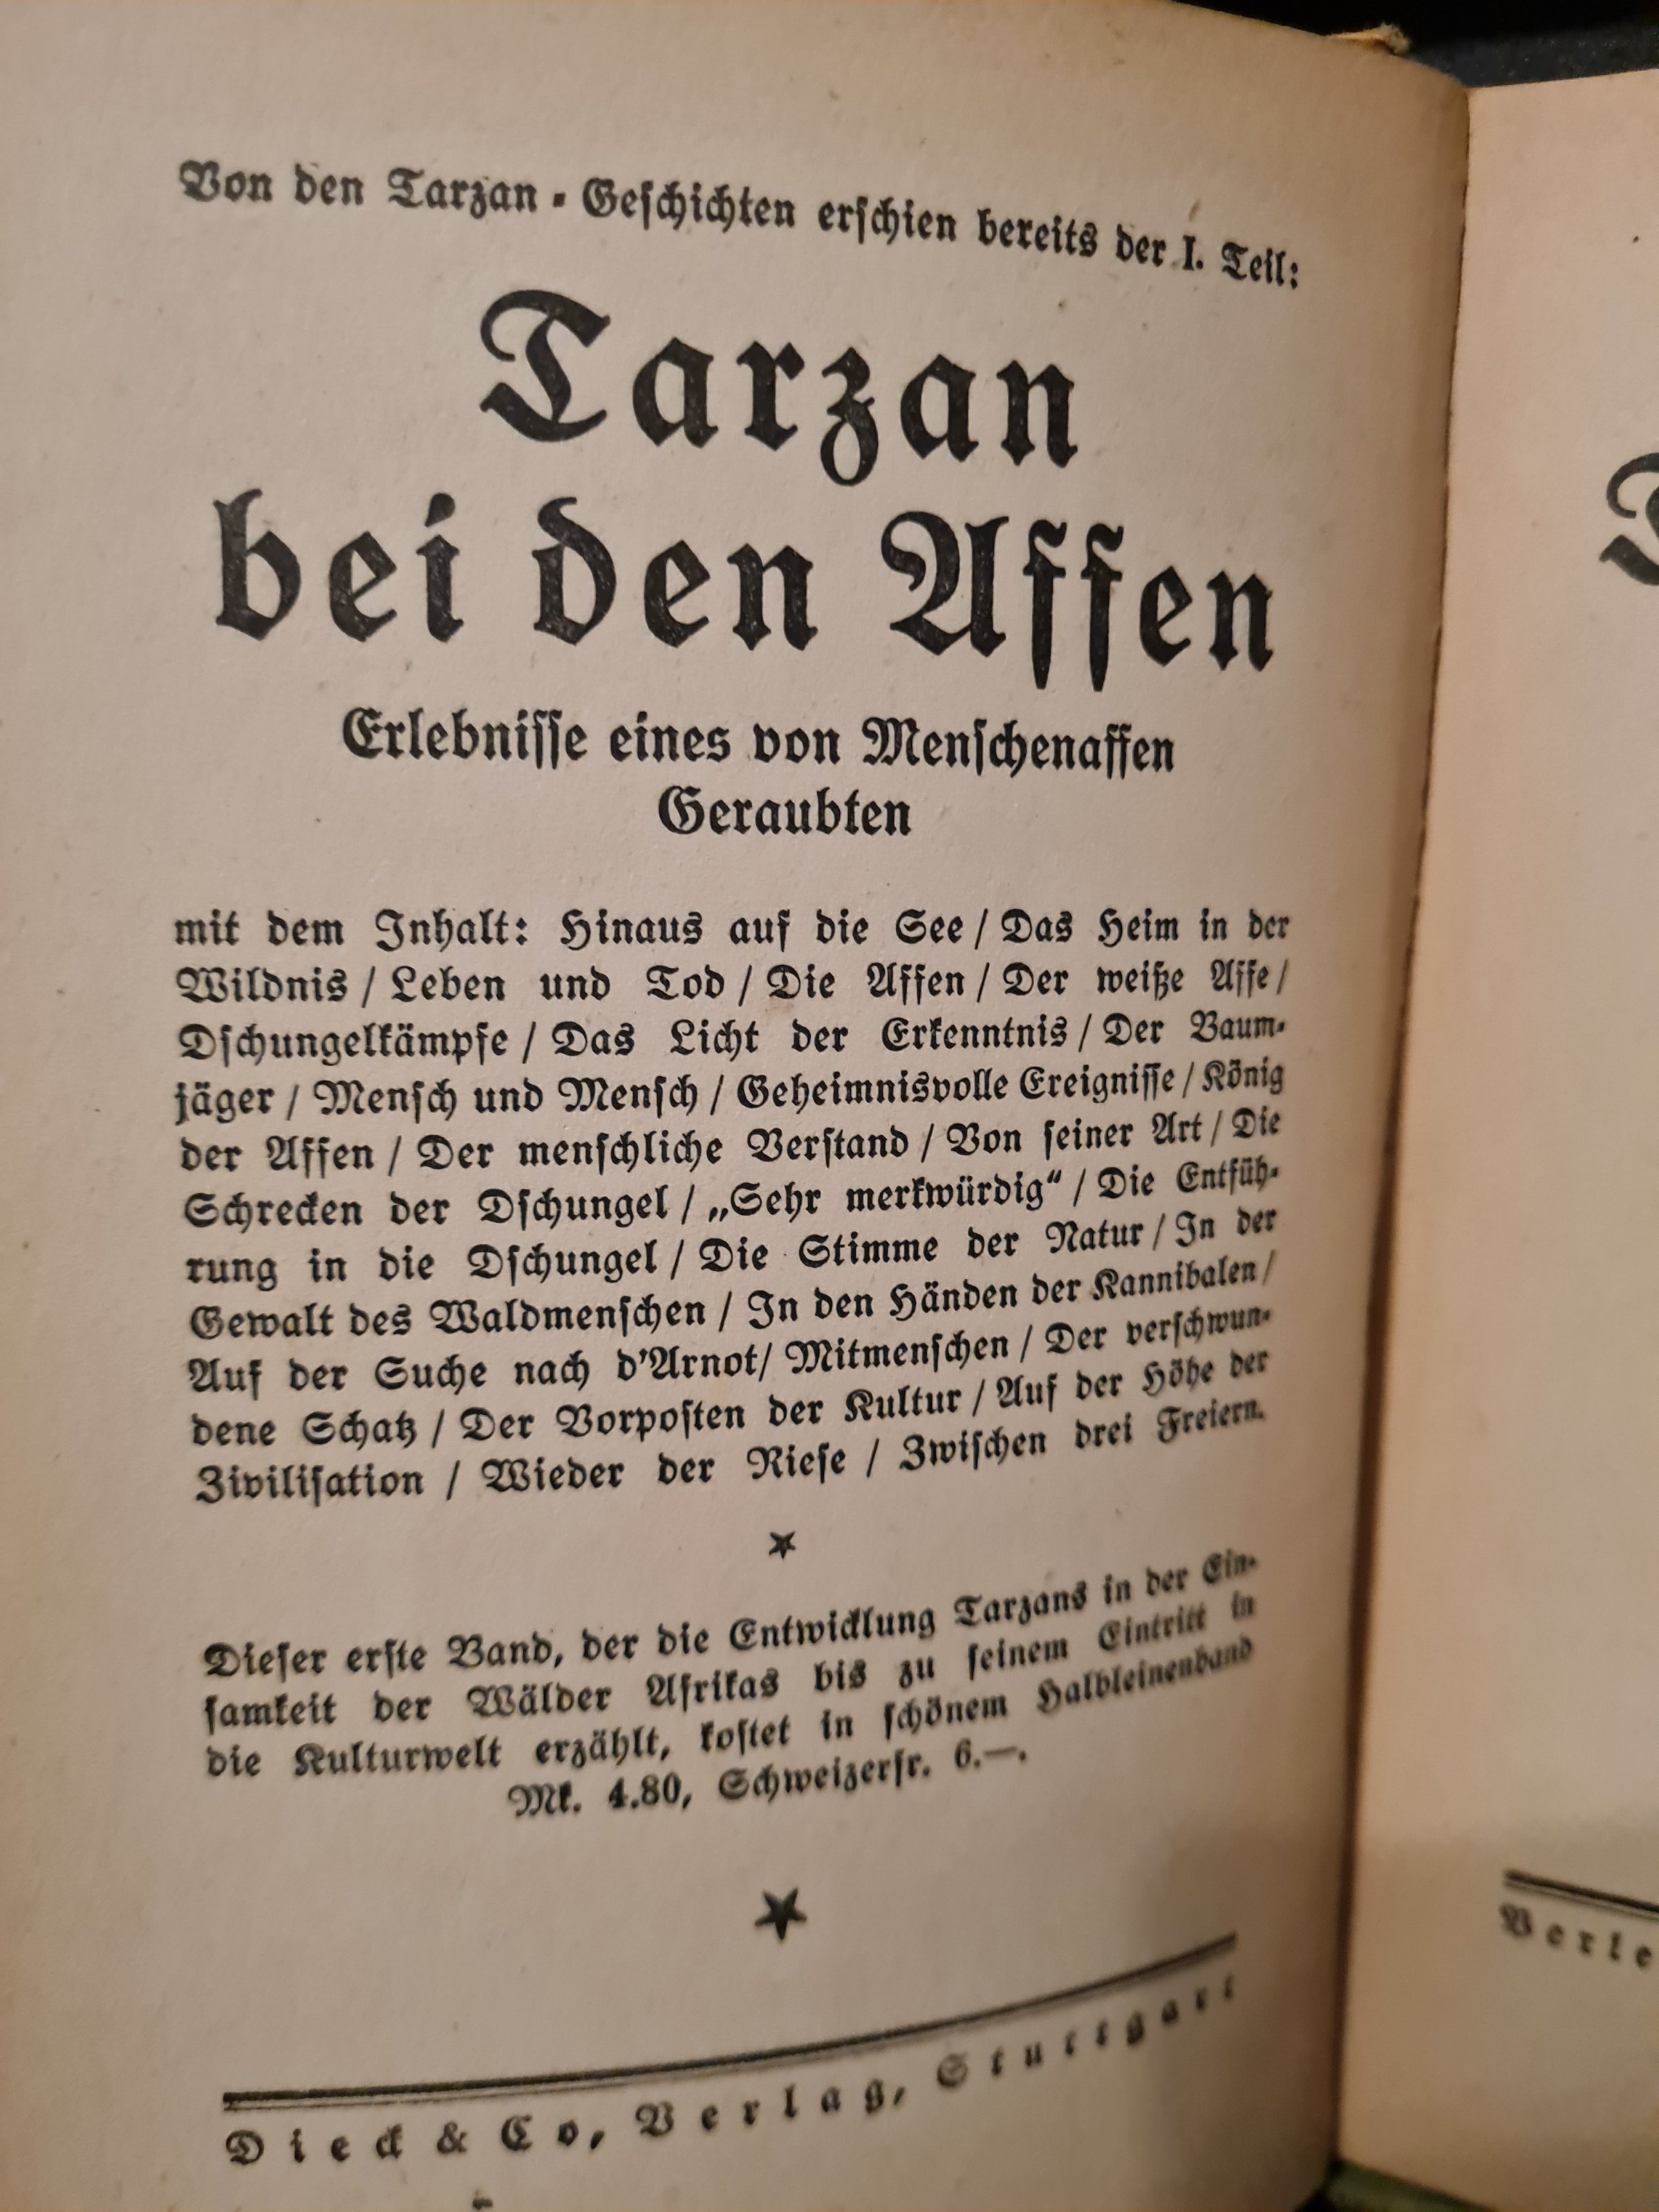 Von den Tarzan-Geschichten erschien bereits der I. Teil:
Tarzan
bei den Affen
Erlebnisse eines von Menschenaffen
Geraubten
mit dem Inhalt: Hinaus auf die See / Das Heim in der
Wildnis / Leben und Tod / Die Affen / Der weiße Affe /
Dschungelkämpfe / Das Licht der Erkenntnis / Der Baum-
jäger / Mensch und Mensch / Geheimnisvolle Ereignisse / König
der Affen / Der menschliche Verstand / Von seiner Art / Die
Schrecken der Dschungel / „Sehr merkwürdig“ / Die Entfüh-
rung in die Dschungel / Die Stimme der Natur / In der
Gewalt des Waldmenschen / In den Händen der Kannibalen /
Auf der Suche nach d'Arnot / Mitmenschen / Der verschwun-
dene Schatz / Der Vorposten der Kultur / Auf der Höhe der
Zivilisation / Wieder der Riese / Zwischen drei Freiern.
Dieser erste Band, der die Entwicklung Tarzans in der Ein-
samkeit der Wälder Afrikas bis zu seinem Eintritt in
die Kulturwelt erzählt, kostet in schönem Halbleinenband
Mk. 4.80, Schweizerfr. 6.—.
Dieck & Co, Verlag, Stuttgart